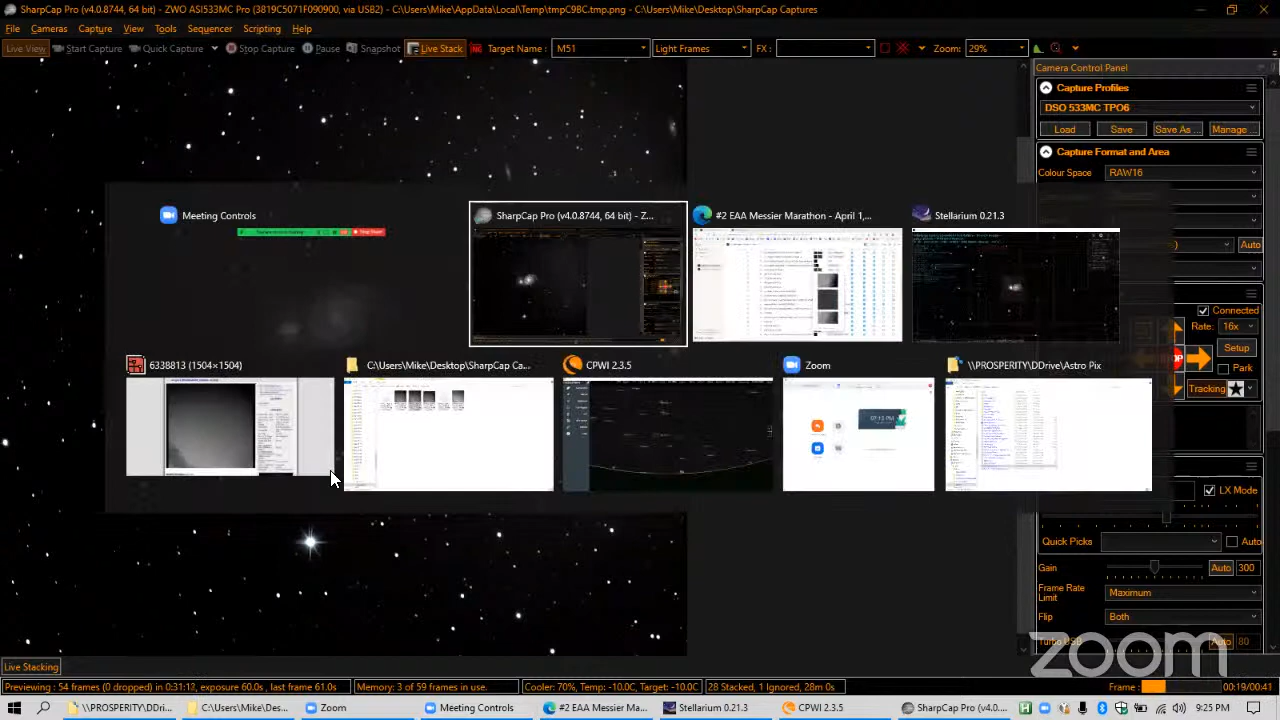 SharpCap Pro (v4.0.8744, 64 bit) - ZWO ASI533MC Pro (3819C5071F090900, via USB2) - C:\Users\Mike\AppData\Local\Temp\tmpC9BC.tmp.png - C:\Users\Mike\Desktop\SharpCap Captures
File Cameras Capture View Tools Sequencer Scripting Help
Live View Start Capture Quick Capture Stop Capture Pause Snapshot Live Stack Target Name : M51 Light Frames FX : Zoom: 29%
Camera Control Panel
Capture Profiles
DSO 533MC TPO6
Load Save Save As ... Manage ...
Capture Format and Area
Colour Space RAW16
Meeting Controls
SharpCap Pro (v4.0.8744, 64 bit) - Z...
#2 EAA Messier Marathon - April 1,...
Stellarium 0.21.3
Auto
Connected
Rate: 16x
Setup
Park
Tracking
6338813 (1504×1504)
C:\Users\Mike\Desktop\SharpCap Ca...
CPWI 2.3.5
Zoom
\\PROSPERITY\DDrive\Astro Pix
LX Mode
Quick Picks Auto
Gain Auto 300
Frame Rate Limit Maximum
Flip Both
Turbo USB Auto 80
zoom
Live Stacking
Previewing : 54 frames (0 dropped) in 0:31:18, exposure 60.0s , last frame 61.0s
Memory: 3 of 59 frames in use.
Cooler:70%, Temp: -10.0C, Target: -10.0C
28 Stacked, 1 Ignored, 28m 0s
Frame : 00:19/00:41
\\PROSPERITY\DDri... C:\Users\Mike\Des... Zoom Meeting Controls #2 EAA Messier Ma... Stellarium 0.21.3 CPWI 2.3.5 SharpCap Pro (v4.0.... 9:25 PM